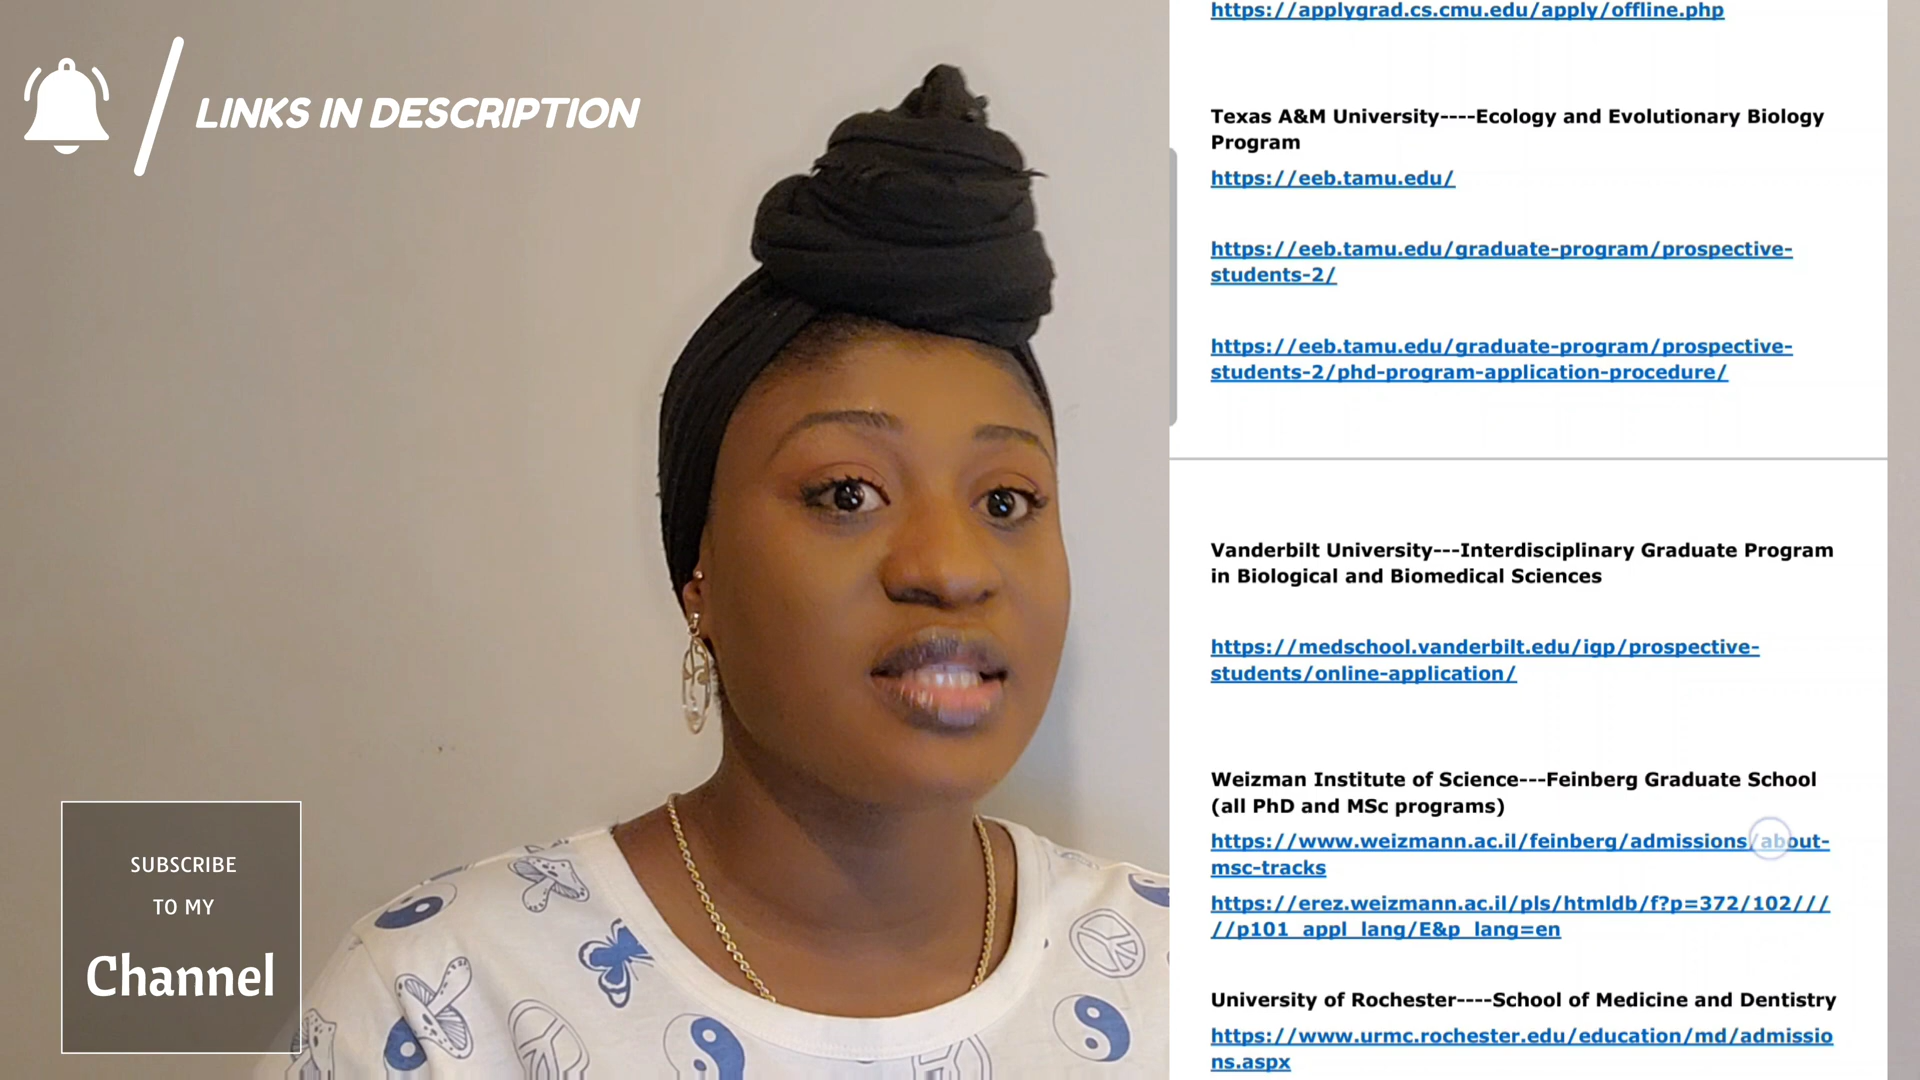 LINKS IN DESCRIPTION
SUBSCRIBE
TO MY
Channel
https://applygrad.cs.cmu.edu/apply/offline.php
Texas A&M University----Ecology and Evolutionary Biology
Program
https://eeb.tamu.edu/
https://eeb.tamu.edu/graduate-program/prospective-
students-2/
https://eeb.tamu.edu/graduate-program/prospective-
students-2/phd-program-application-procedure/
Vanderbilt University---Interdisciplinary Graduate Program
in Biological and Biomedical Sciences
https://medschool.vanderbilt.edu/igp/prospective-
students/online-application/
Weizman Institute of Science---Feinberg Graduate School
(all PhD and MSc programs)
https://www.weizmann.ac.il/feinberg/admissions/about-
msc-tracks
https://erez.weizmann.ac.il/pls/htmldb/f?p=372/102///
//p101_appl_lang/E&p_lang=en
University of Rochester----School of Medicine and Dentistry
https://www.urmc.rochester.edu/education/md/admissio
ns.aspx